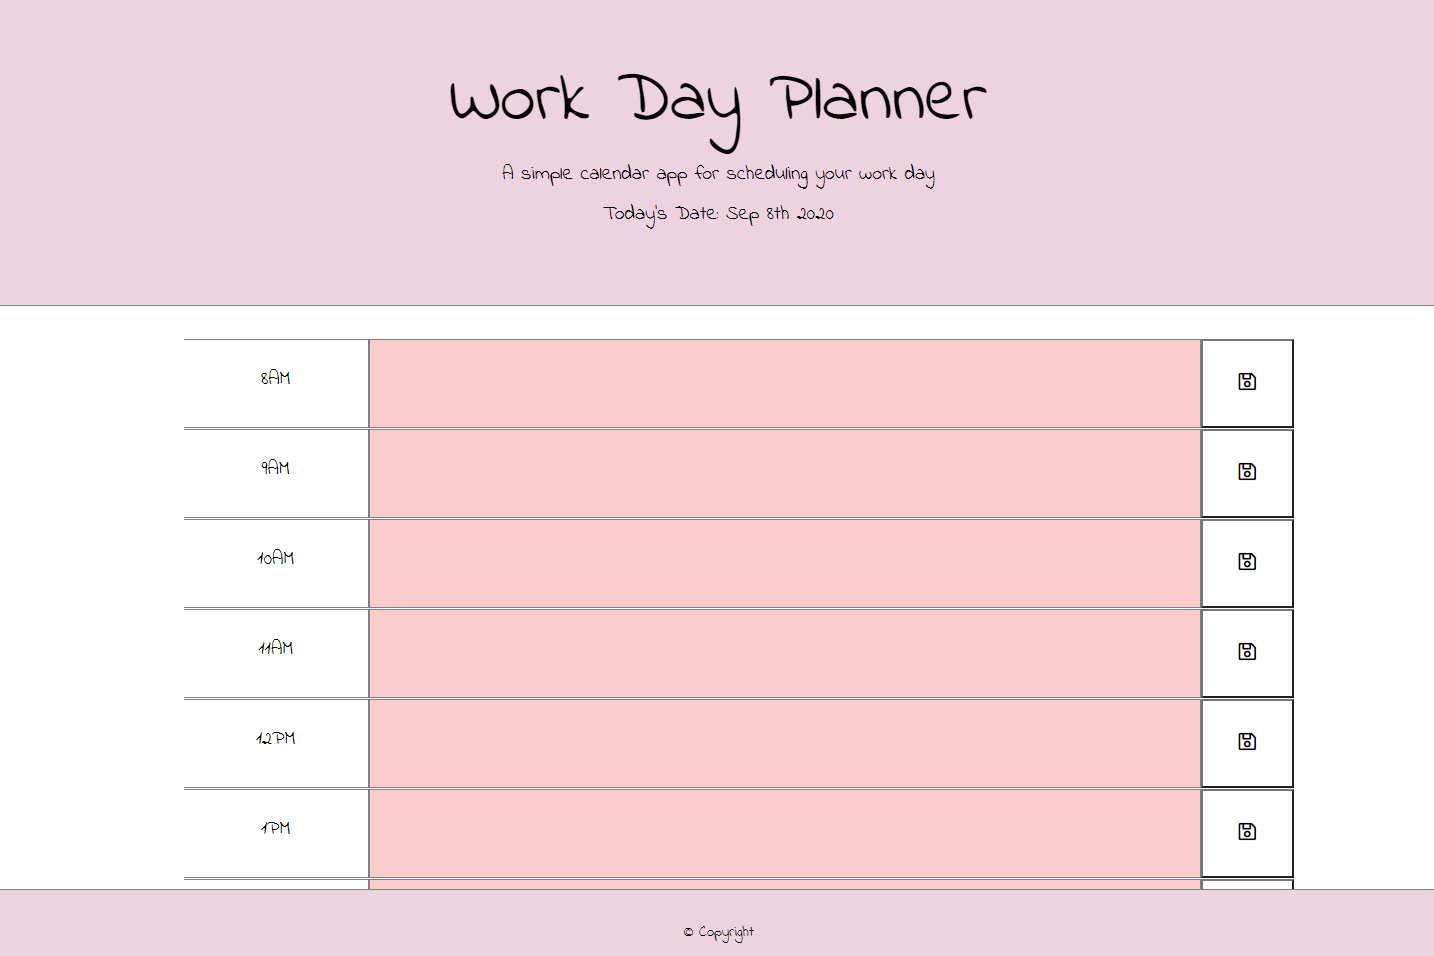 Work Day Planner
A simple calendar app for scheduling your work day
Today's Date: Sep 8th 2020
8AM
9AM
10AM
11AM
12PM
1PM
© Copyright